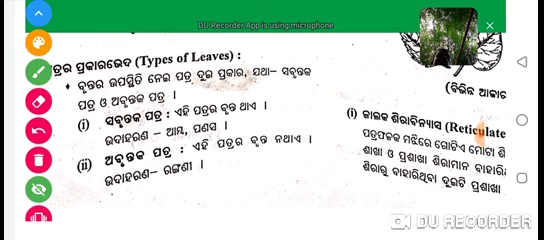 DU Recorder App is using microphone
ପ୍ରକାରଭେଦ (Types of Leaves) :
♦ ବୃନ୍ତର ଉପସ୍ଥିତି ନେଇ ପତ୍ର ଦୁଇ ପ୍ରକାର, ଯଥା- ସବୃନ୍ତକ
ପତ୍ର ଓ ଅବୃନ୍ତକ ପତ୍ର ।
(i) ସବୃନ୍ତକ ପତ୍ର : ଏହି ପତ୍ରର ବୃନ୍ତ ଥାଏ ।
ଉଦାହରଣ - ଆମ୍ବ, ପଣସ ।
(ii) ଅବୃନ୍ତକ ପତ୍ର : ଏହି ପତ୍ରର ବୃନ୍ତ ନଥାଏ ।
ଉଦାହରଣ- ରଙ୍ଗଣୀ ।
(ବିଭିନ୍ନ ଆକାର
(i) ଜାଲକ ଶିରାବିନ୍ୟାସ (Reticulate
ପତ୍ରଫଳକ ମଝିରେ ଗୋଟିଏ ମୋଟା ଶି
ଶାଖା ଓ ପ୍ରଶାଖା ଶିରାମାନ ବାହାରି
ଶିରାରୁ ବାହାରିଥିବା ଦୁଇଟି ପ୍ରଶାଖା
DU RECORDER